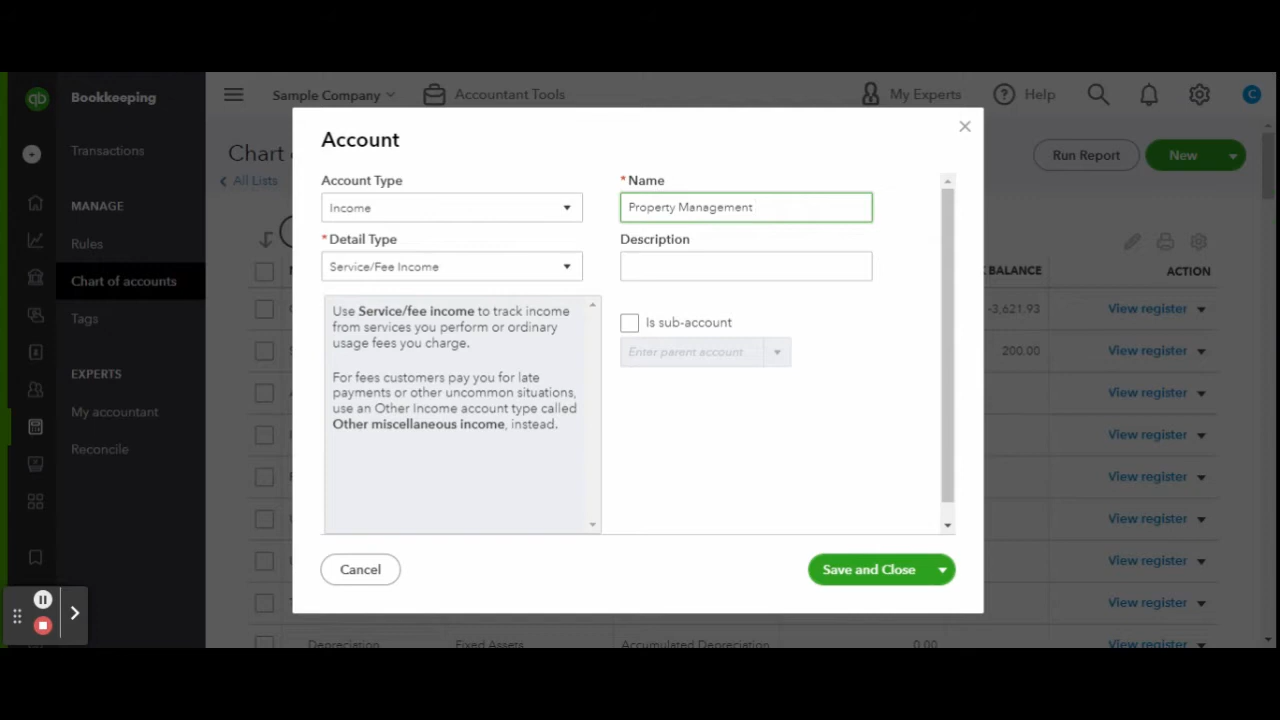 qb
Bookkeeping
Sample Company
Accountant Tools
My Experts
Help
C
Transactions
MANAGE
Rules
Chart of accounts
Tags
EXPERTS
My accountant
Reconcile
Chart
All Lists
Run Report
New
BALANCE
ACTION
-3,621.93
View register
200.00
View register
View register
View register
View register
View register
View register
View register
Depreciation
Fixed Assets
Accumulated Depreciation
0.00
View register
Account
Account Type
Income
* Detail Type
Service/Fee Income
Use Service/fee income to track income
from services you perform or ordinary
usage fees you charge.
For fees customers pay you for late
payments or other uncommon situations,
use an Other Income account type called
Other miscellaneous income, instead.
* Name
Property Management
Description
Is sub-account
Enter parent account
Cancel
Save and Close